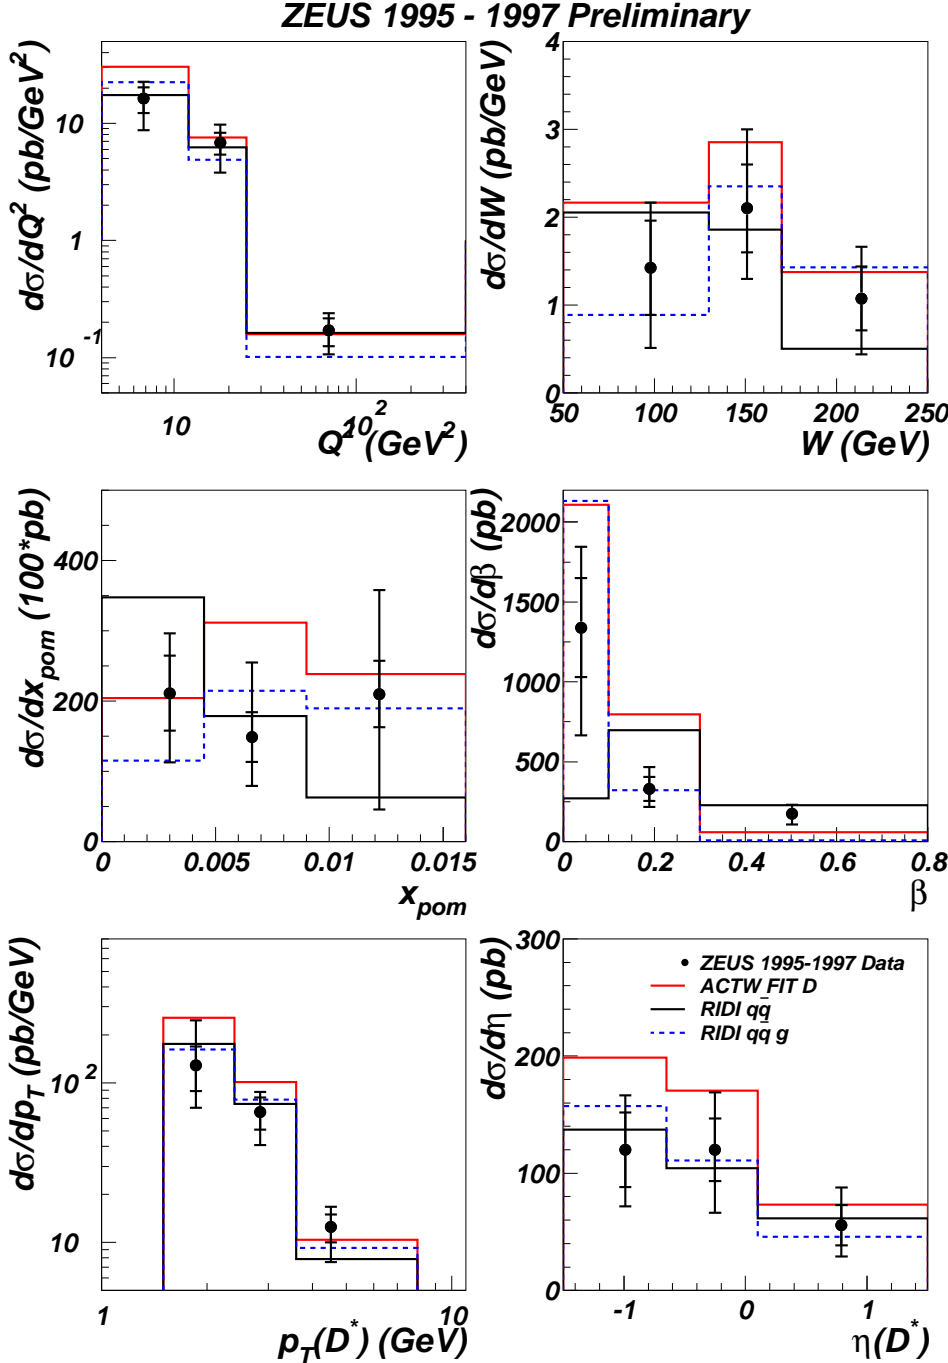 ZEUS 1995 - 1997 Preliminary
dσ/dQ² (pb/GeV²)
10
1
10⁻¹
10
10²
Q² (GeV²)
dσ/dW (pb/GeV)
4
3
2
1
0
50 100 150 200 250
W (GeV)
dσ/dx_pom (100*pb)
400
200
0
0 0.005 0.01 0.015
x_pom
dσ/dβ (pb)
2000
1500
1000
500
0
0 0.2 0.4 0.6 0.8
β
dσ/dp_T (pb/GeV)
10²
10
1 10
p_T(D*) (GeV)
dσ/dη (pb)
300
200
100
0
ZEUS 1995-1997 Data
ACTW FIT D
RIDI qq̄
RIDI qq̄ g
-1 0 1
η(D*)